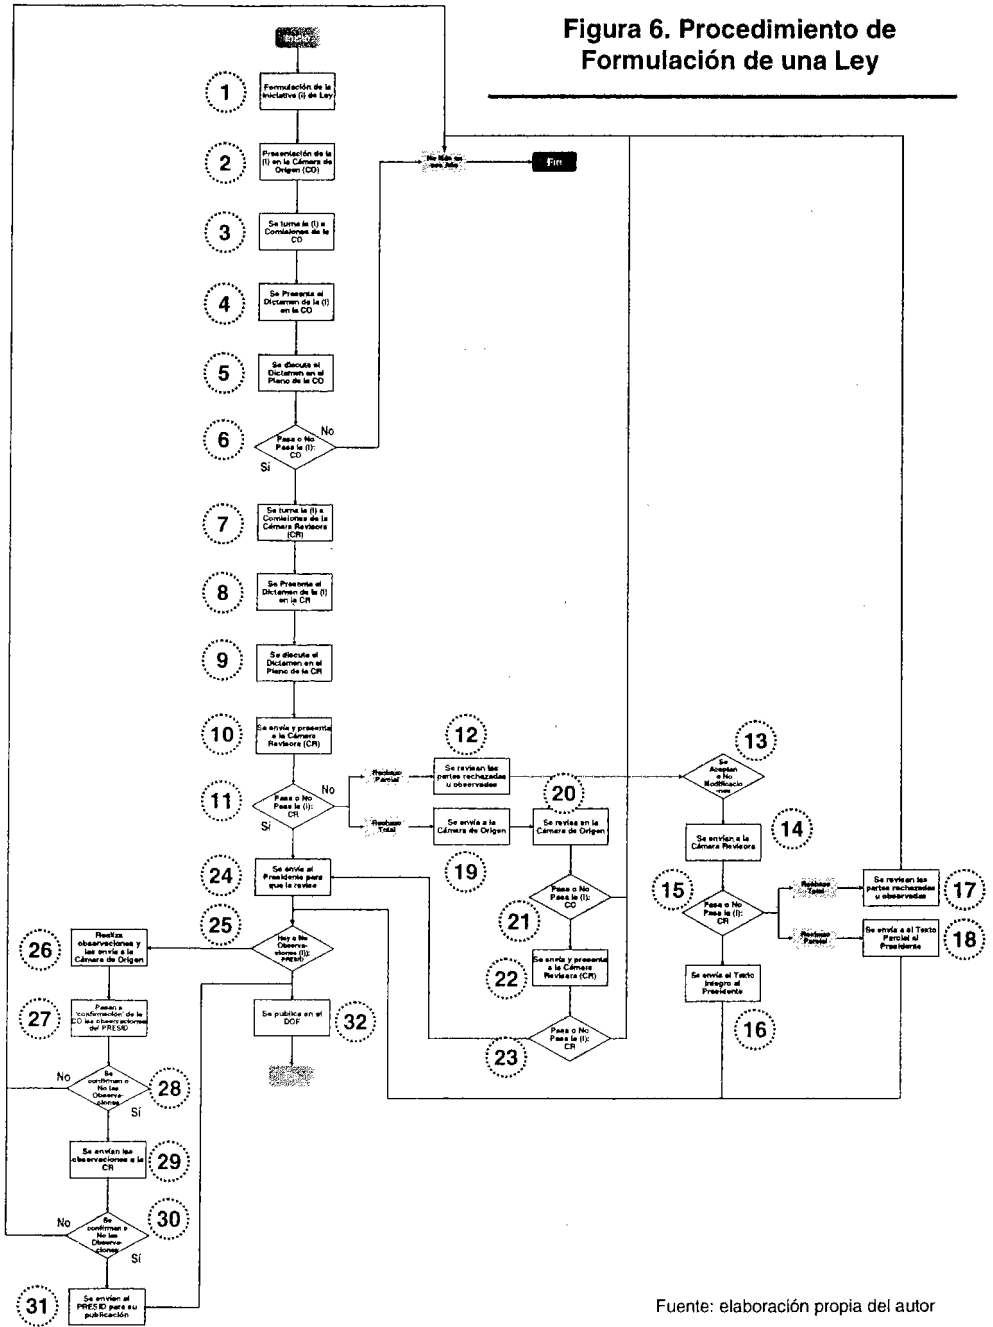 Figura 6. Procedimiento de
Formulación de una Ley
Inicio
1
Formulación de la
Iniciativa (i) de Ley
2
Presentación de la
(I) en la Cámara de
Origen (CO)
No
Fin
3
Se turna la (I) a
Comisiones de la
CO
4
Se Presenta el
Dictamen de la (I)
en la CO
5
Se discute el
Dictamen en el
Pleno de la CO
6
Pasa o No
Pasa la (I):
CO
No
Sí
7
Se turna la (I) a
Comisiones de la
Cámara Revisora
(CR)
8
Se Presenta el
Dictamen de la (I)
en la CR
9
Se discute el
Dictamen en el
Pleno de la CR
10
Se envía y presenta
a la Cámara
Revisora (CR)
11
Pasa o No
Pasa la (I):
CR
No
Sí
Rechazo
Parcial
12
Se revisan las
partes rechazadas
u observadas
13
Se
Aceptan
o No
Modificacio
-nes
Rechazo
Total
19
Se envía a la
Cámara de Origen
20
Se revisa en la
Cámara de Origen
14
Se envían a la
Cámara Revisora
15
Pasa o No
Pasa la (I):
CR
Rechazo
Total
17
Se revisan las
partes rechazadas
u observadas
Rechazo
Parcial
18
Se envía a el Texto
Parcial al
Presidente
16
Se envía el Texto
Integro al
Presidente
21
Pasa o No
Pasa la (I):
CO
22
Se envía y presenta
a la Cámara
Revisora (CR)
23
Pasa o No
Pasa la (I):
CR
24
Se envía al
Presidente para
que la revise
25
Hay o No
Observa-
ciones (I):
PRESID
26
Realiza
observaciones y
las envía a la
Cámara de Origen
27
Pasan a
'confirmación' de la
CO las observaciones
del PRESID
32
Se publica en el
DOF
28
Se
confirman o
No las
Observa-
ciones
No
Sí
29
Se envían las
observaciones a la
CR
30
Se
confirman o
No las
Observa-
ciones
No
Sí
31
Se envían al
PRESID para su
publicación
Fuente: elaboración propia del autor